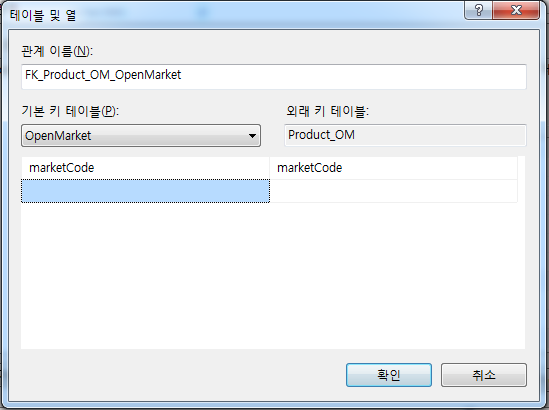 테이블 및 열
관계 이름(N):
FK_Product_OM_OpenMarket
기본 키 테이블(P): 외래 키 테이블:
OpenMarket Product_OM
marketCode marketCode
확인 취소